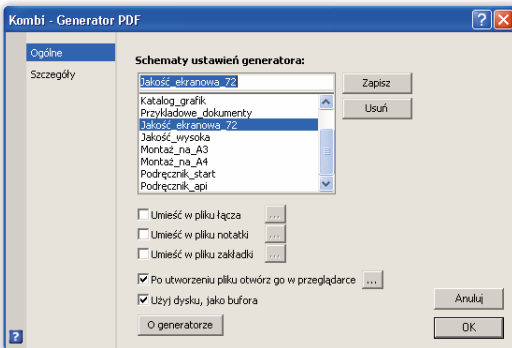 Kombi - Generator PDF
Ogólne
Szczegóły
Schematy ustawień generatora:
Jakość_ekranowa_72
Zapisz
Usuń
Katalog_grafik
Przykładowe_dokumenty
Jakość_ekranowa_72
Jakość_wysoka
Montaż_na_A3
Montaż_na_A4
Podręcznik_start
Podręcznik_api
Umieść w pliku łącza ...
Umieść w pliku notatki ...
Umieść w pliku zakładki ...
Po utworzeniu pliku otwórz go w przeglądarce ...
Użyj dysku, jako bufora
O generatorze
Anuluj
OK